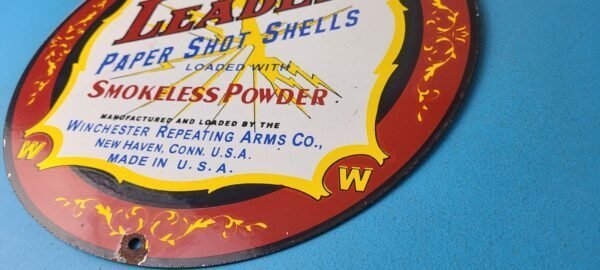 LEADER
PAPER SHOT SHELLS
LOADED WITH
SMOKELESS POWDER
MANUFACTURED AND LOADED BY THE
WINCHESTER REPEATING ARMS CO.,
NEW HAVEN, CONN. U.S.A.
MADE IN U.S.A.
W
W